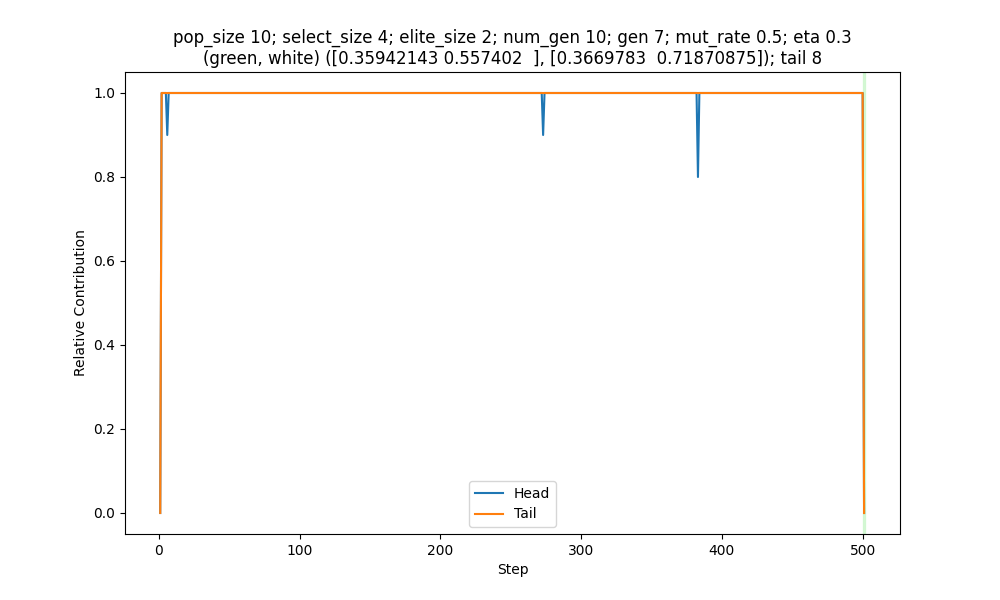 pop_size 10; select_size 4; elite_size 2; num_gen 10; gen 7; mut_rate 0.5; eta 0.3
(green, white) ([0.35942143 0.557402  ], [0.3669783  0.71870875]); tail 8
1.0
0.8
0.6
0.4
0.2
0.0
Relative Contribution
Head
Tail
0
100
200
300
400
500
Step